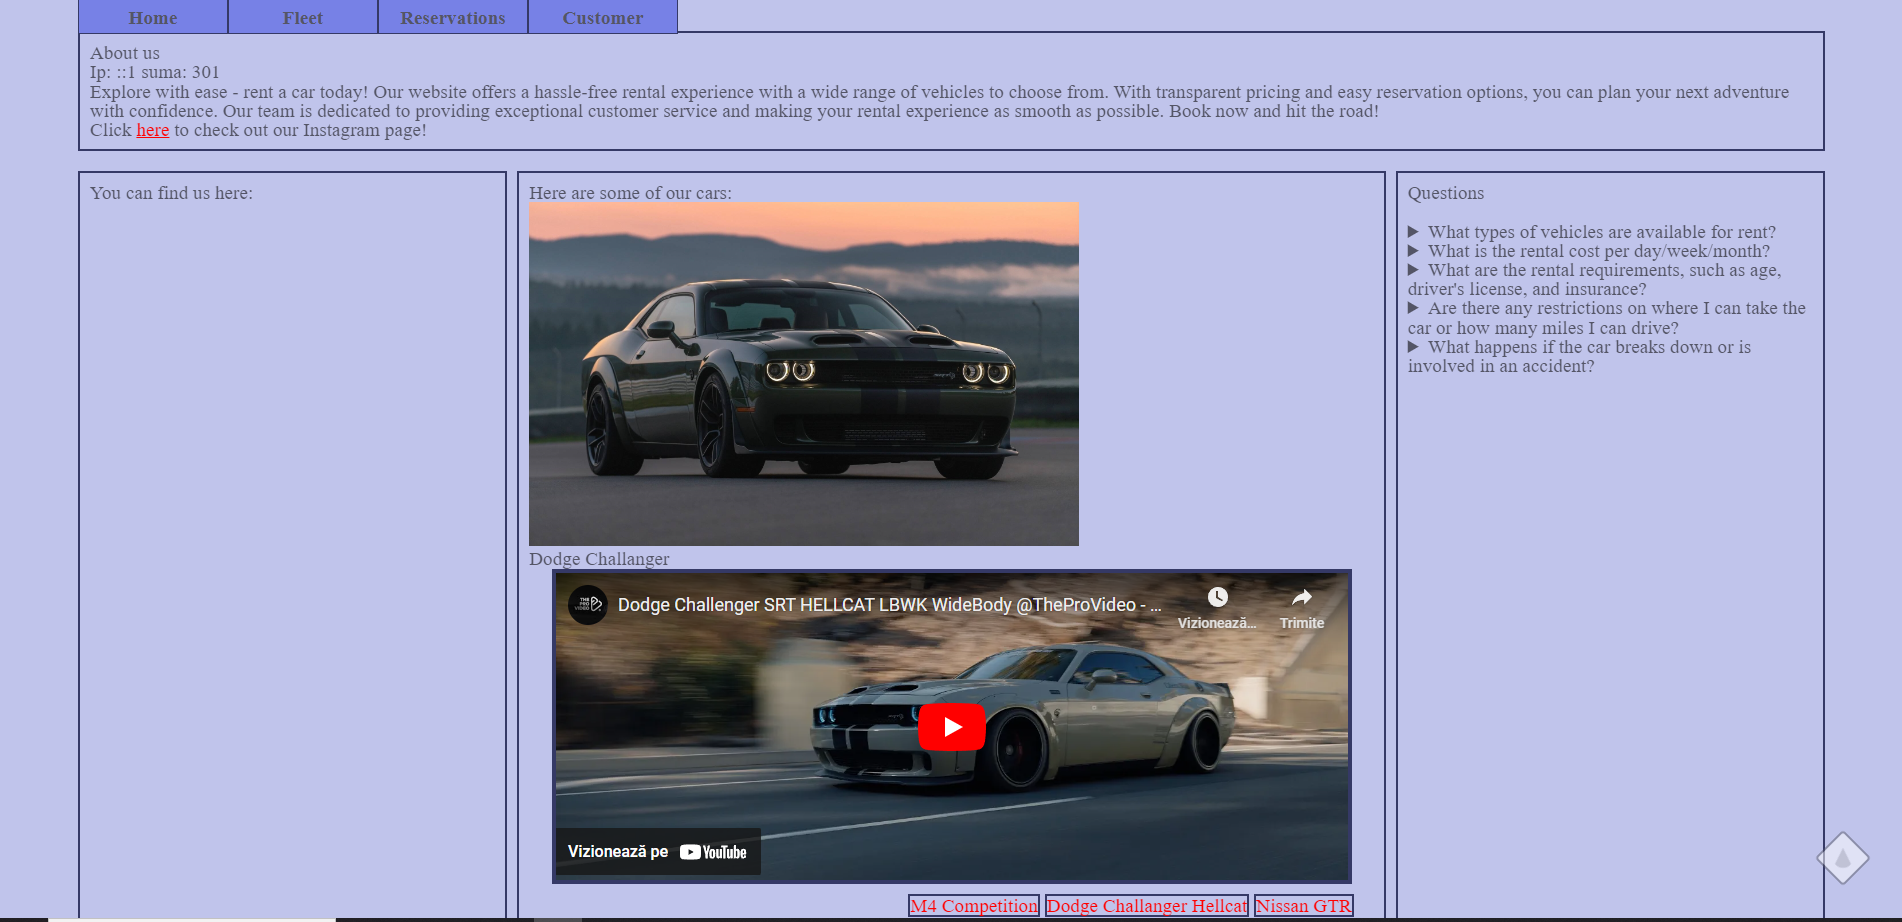 Home Fleet Reservations Customer
About us
Ip: ::1 suma: 301
Explore with ease - rent a car today! Our website offers a hassle-free rental experience with a wide range of vehicles to choose from. With transparent pricing and easy reservation options, you can plan your next adventure
with confidence. Our team is dedicated to providing exceptional customer service and making your rental experience as smooth as possible. Book now and hit the road!
Click here to check out our Instagram page!
You can find us here:
Here are some of our cars:
Dodge Challanger
THE PRO VIDEO
Dodge Challenger SRT HELLCAT LBWK WideBody @TheProVideo - ...
Vizionează...
Trimite
Vizionează pe YouTube
M4 Competition Dodge Challanger Hellcat Nissan GTR
Questions
What types of vehicles are available for rent?
What is the rental cost per day/week/month?
What are the rental requirements, such as age,
driver's license, and insurance?
Are there any restrictions on where I can take the
car or how many miles I can drive?
What happens if the car breaks down or is
involved in an accident?